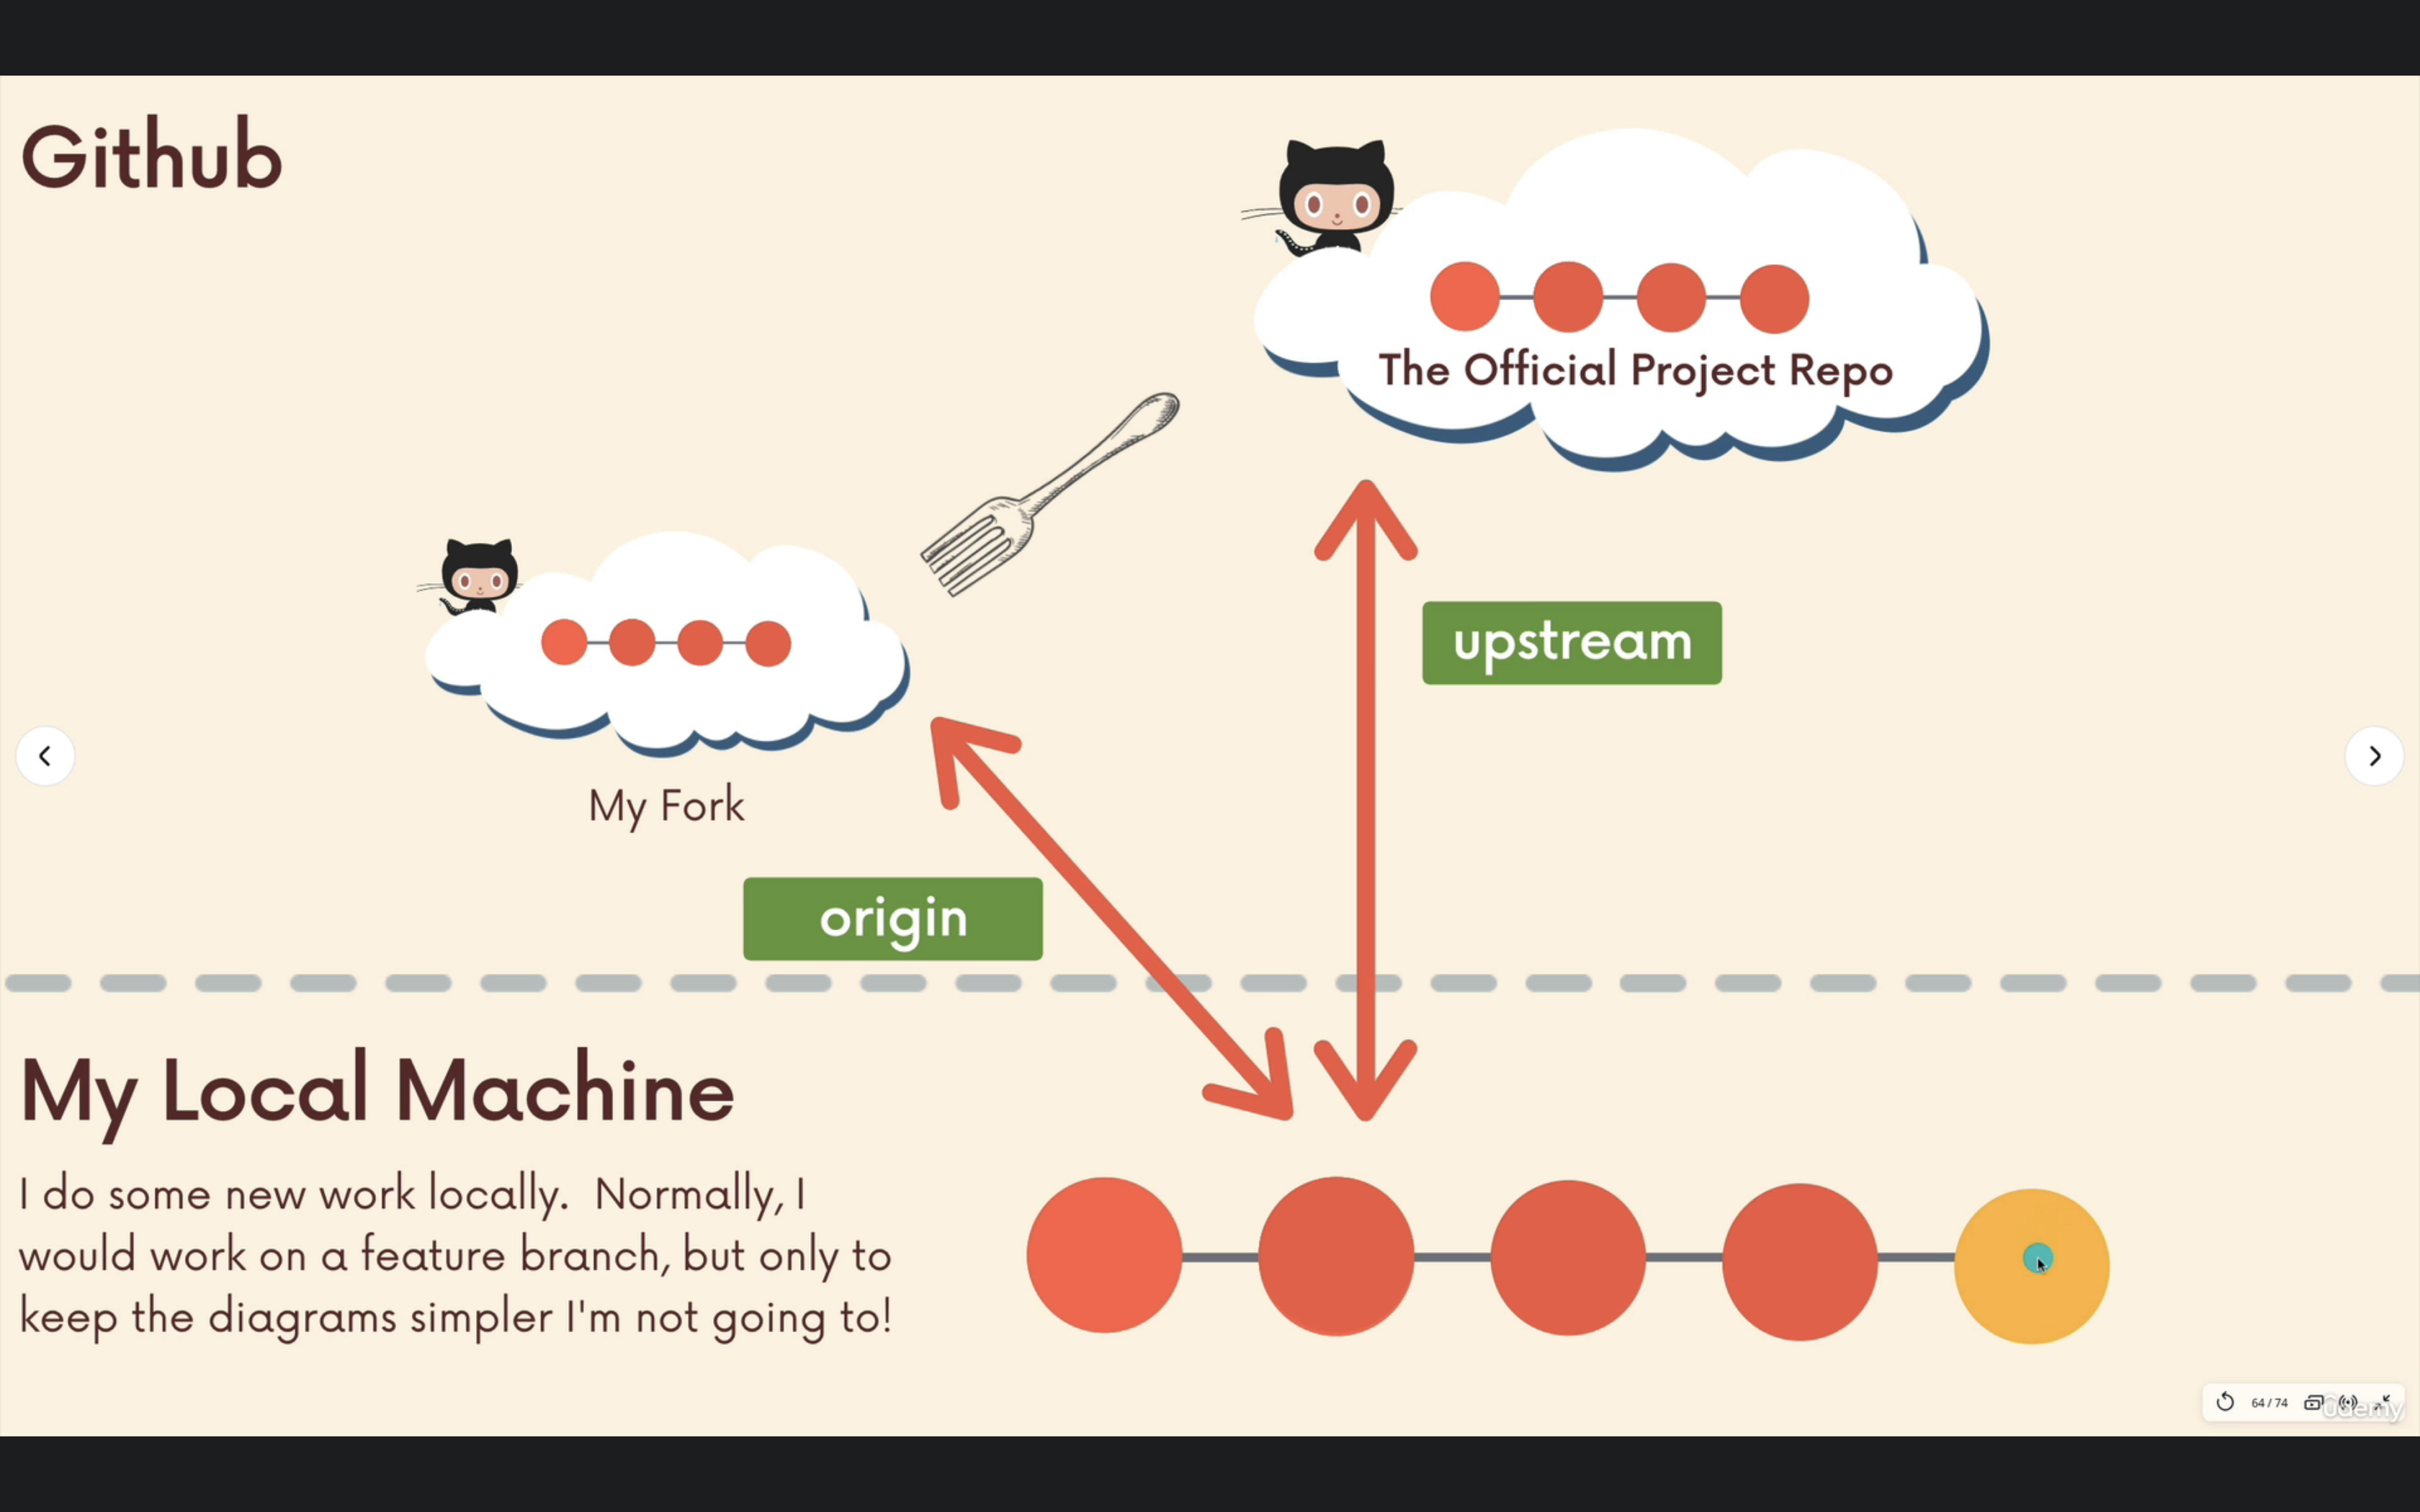 Github
The Official Project Repo
upstream
My Fork
origin
My Local Machine
I do some new work locally. Normally, I
would work on a feature branch, but only to
keep the diagrams simpler I'm not going to!
64 / 74
Udemy